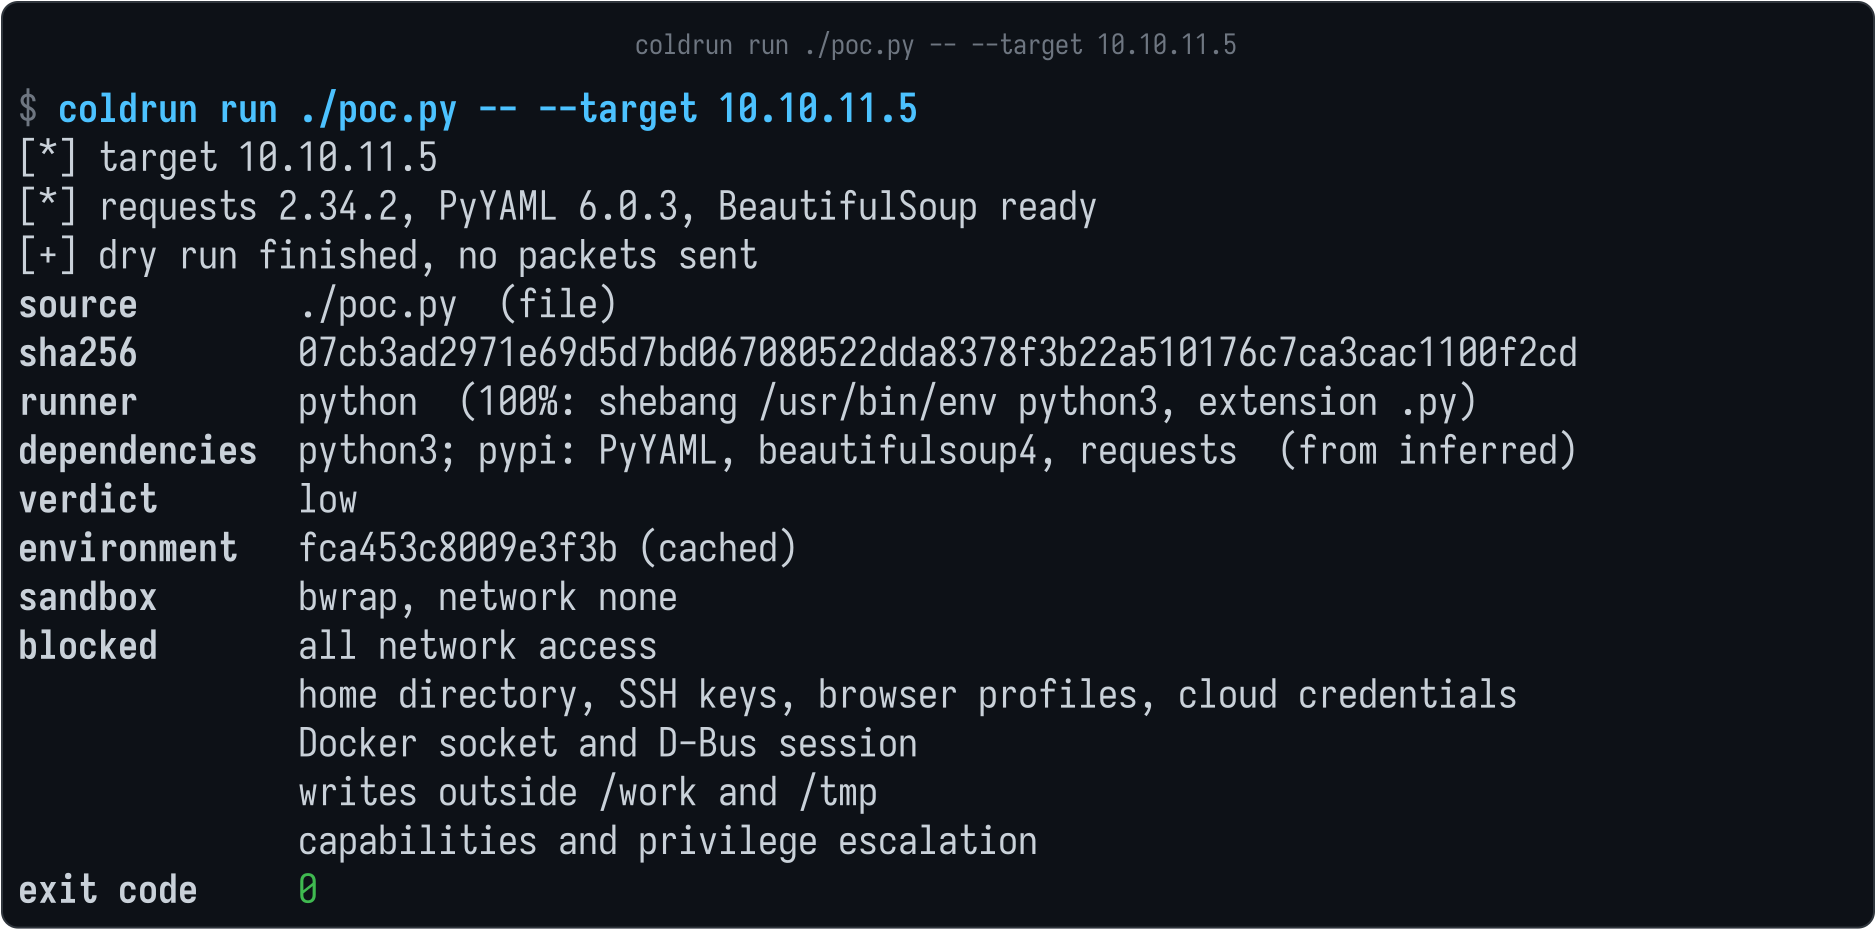 coldrun run ./poc.py -- --target 10.10.11.5
$ coldrun run ./poc.py -- --target 10.10.11.5
[*] target 10.10.11.5
[*] requests 2.34.2, PyYAML 6.0.3, BeautifulSoup ready
[+] dry run finished, no packets sent
source ./poc.py (file)
sha256 07cb3ad2971e69d5d7bd067080522dda8378f3b22a510176c7ca3cac1100f2cd
runner python (100%: shebang /usr/bin/env python3, extension .py)
dependencies python3; pypi: PyYAML, beautifulsoup4, requests (from inferred)
verdict low
environment fca453c8009e3f3b (cached)
sandbox bwrap, network none
blocked all network access
home directory, SSH keys, browser profiles, cloud credentials
Docker socket and D-Bus session
writes outside /work and /tmp
capabilities and privilege escalation
exit code 0